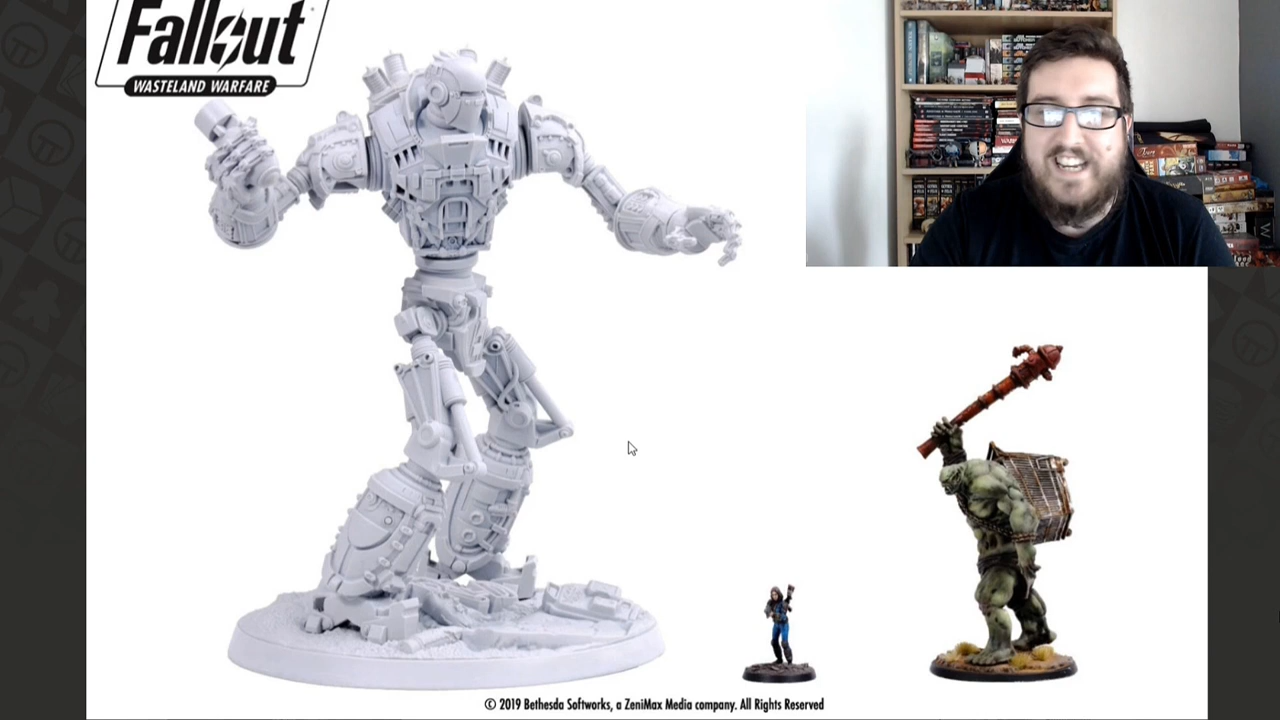 Fallout
WASTELAND WARFARE
© 2019 Bethesda Softworks, a ZeniMax Media company. All Rights Reserved